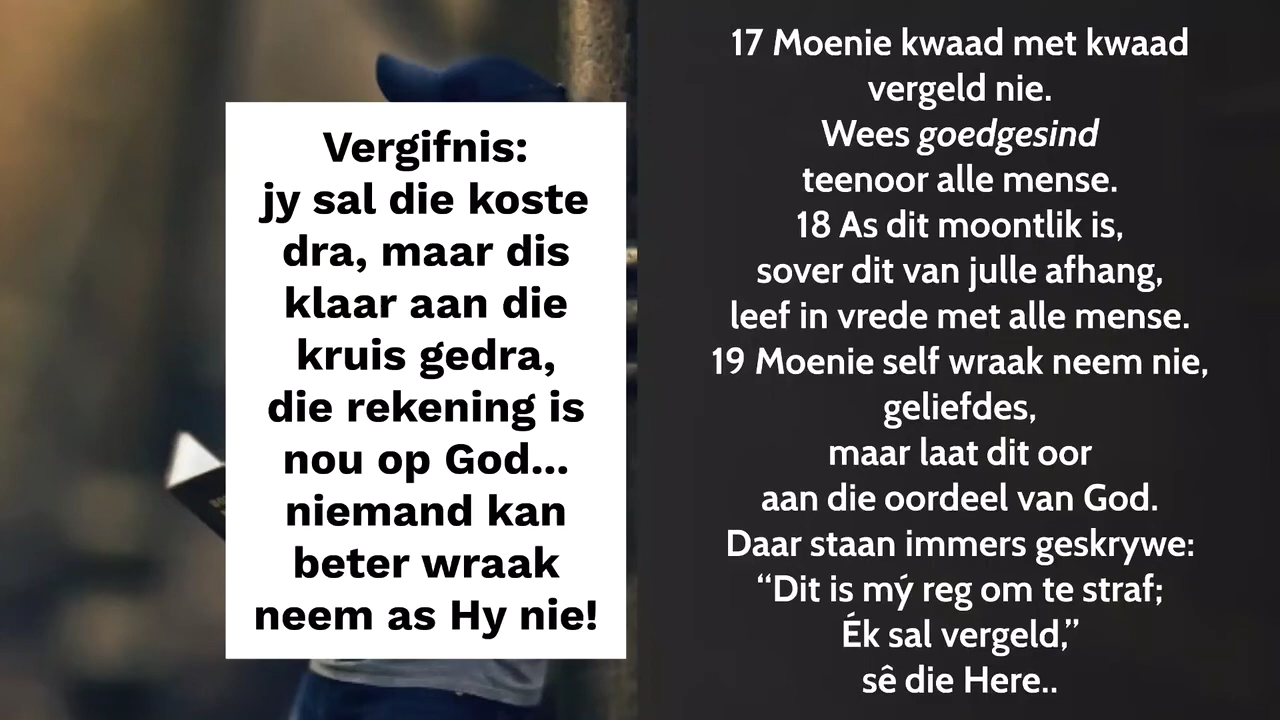 Vergifnis:
jy sal die koste
dra, maar dis
klaar aan die
kruis gedra,
die rekening is
nou op God...
niemand kan
beter wraak
neem as Hy nie!
17 Moenie kwaad met kwaad
vergeld nie.
Wees goedgesind
teenoor alle mense.
18 As dit moontlik is,
sover dit van julle afhang,
leef in vrede met alle mense.
19 Moenie self wraak neem nie,
geliefdes,
maar laat dit oor
aan die oordeel van God.
Daar staan immers geskrywe:
“Dit is mý reg om te straf;
Ék sal vergeld,”
sê die Here..